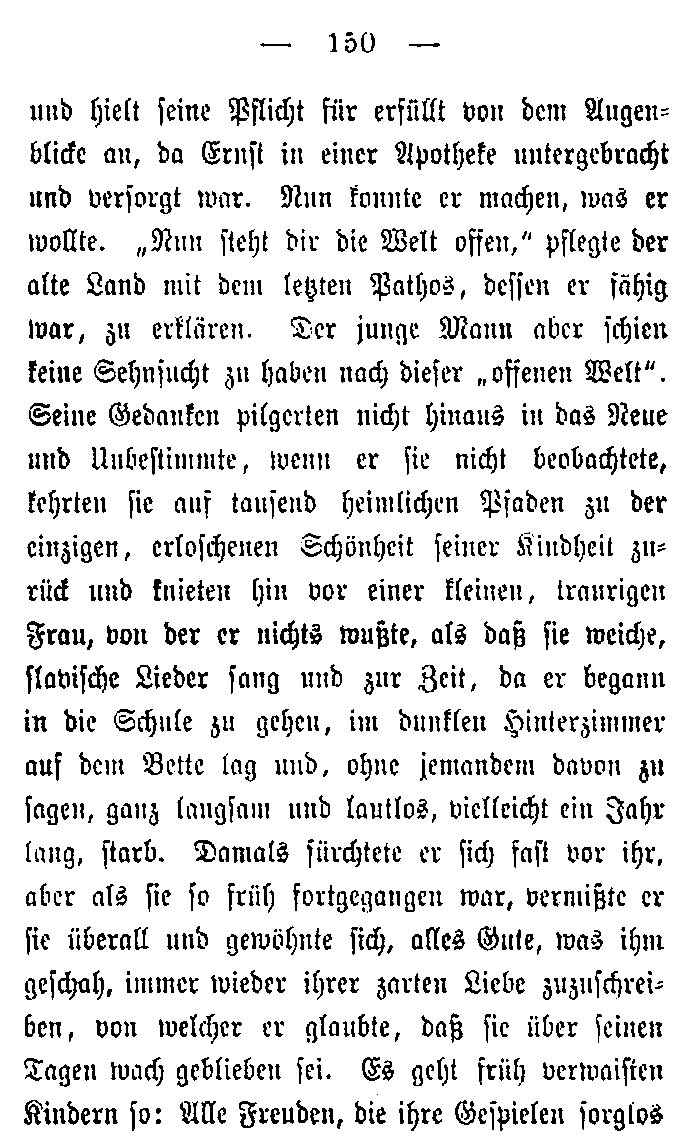 — 150 —
und hielt seine Pflicht für erfüllt von dem Augen-
blicke an, da Ernst in einer Apotheke untergebracht
und versorgt war. Nun konnte er machen, was er
wollte. „Nun steht dir die Welt offen,“ pflegte der
alte Land mit dem letzten Pathos, dessen er fähig
war, zu erklären. Der junge Mann aber schien
keine Sehnsucht zu haben nach dieser „offenen Welt“.
Seine Gedanken pilgerten nicht hinaus in das Neue
und Unbestimmte, wenn er sie nicht beobachtete,
kehrten sie auf tausend heimlichen Pfaden zu der
einzigen, erloschenen Schönheit seiner Kindheit zu-
rück und knieten hin vor einer kleinen, traurigen
Frau, von der er nichts wußte, als daß sie weiche,
slavische Lieder sang und zur Zeit, da er begann
in die Schule zu gehen, im dunklen Hinterzimmer
auf dem Bette lag und, ohne jemandem davon zu
sagen, ganz langsam und lautlos, vielleicht ein Jahr
lang, starb. Damals fürchtete er sich fast vor ihr,
aber als sie so früh fortgegangen war, vermißte er
sie überall und gewöhnte sich, alles Gute, was ihm
geschah, immer wieder ihrer zarten Liebe zuzuschrei-
ben, von welcher er glaubte, daß sie über seinen
Tagen wach geblieben sei. Es geht früh verwaisten
Kindern so: Alle Freuden, die ihre Gespielen sorglos